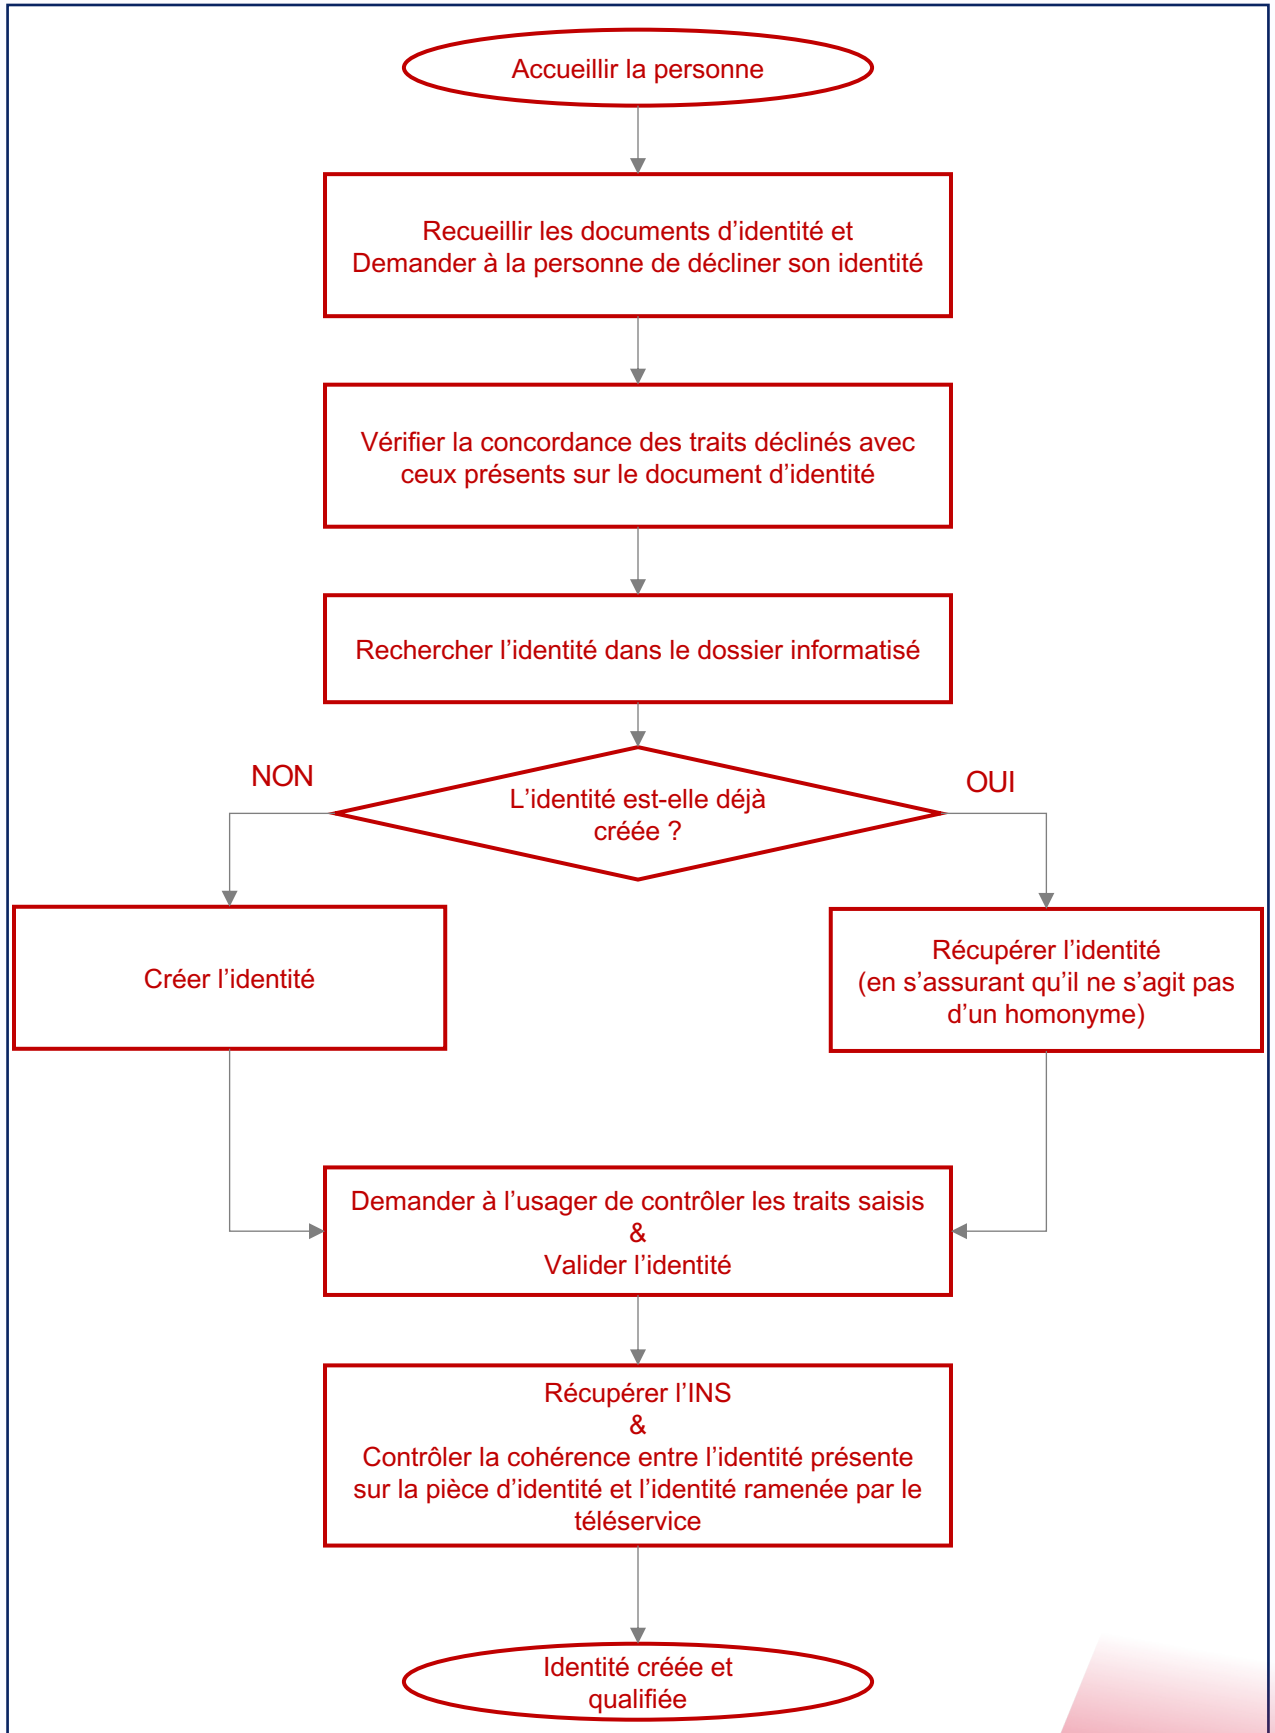 Accueillir la personne
Recueillir les documents d’identité et
Demander à la personne de décliner son identité
Vérifier la concordance des traits déclinés avec
ceux présents sur le document d’identité
Rechercher l’identité dans le dossier informatisé
L’identité est-elle déjà
créée ?
NON
OUI
Créer l’identité
Récupérer l’identité
(en s’assurant qu’il ne s’agit pas
d’un homonyme)
Demander à l’usager de contrôler les traits saisis
&
Valider l’identité
Récupérer l’INS
&
Contrôler la cohérence entre l’identité présente
sur la pièce d’identité et l’identité ramenée par le
téléservice
Identité créée et
qualifiée